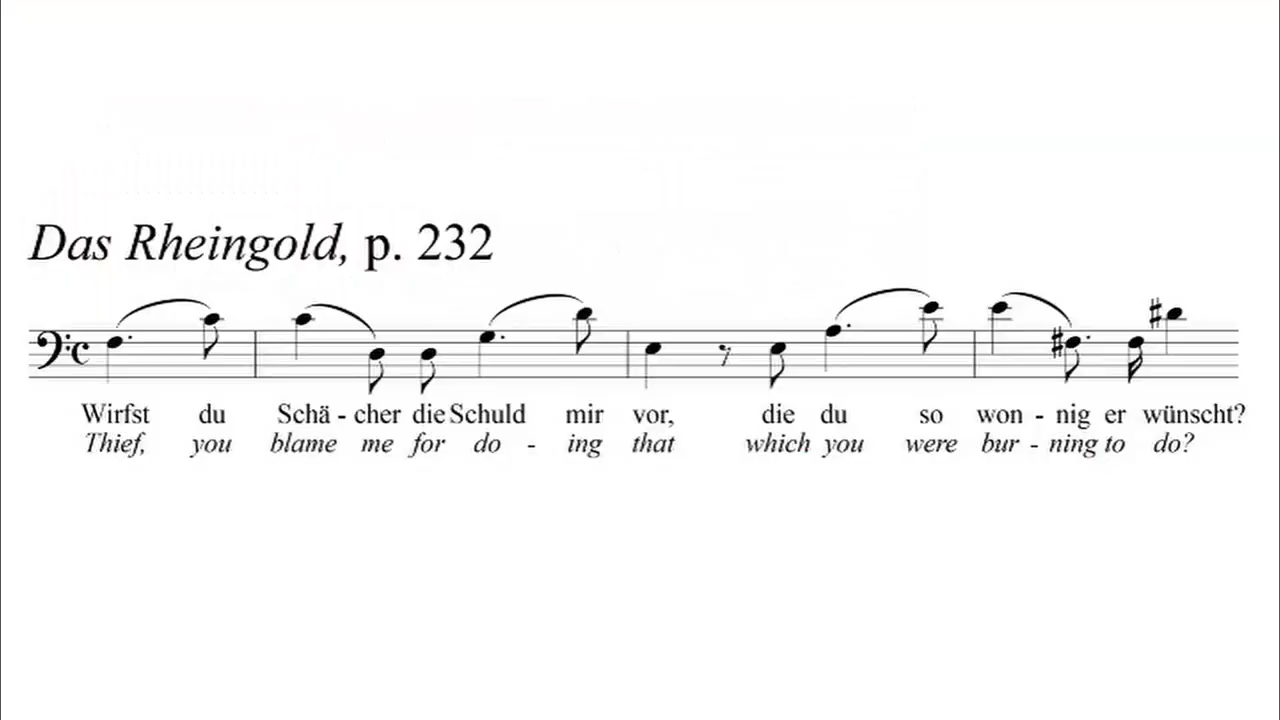 Das Rheingold, p. 232
Wirfst du Schä - cher die Schuld mir vor, die du so won - nig er wünscht?
Thief, you blame me for do - ing that which you were bur - ning to do?